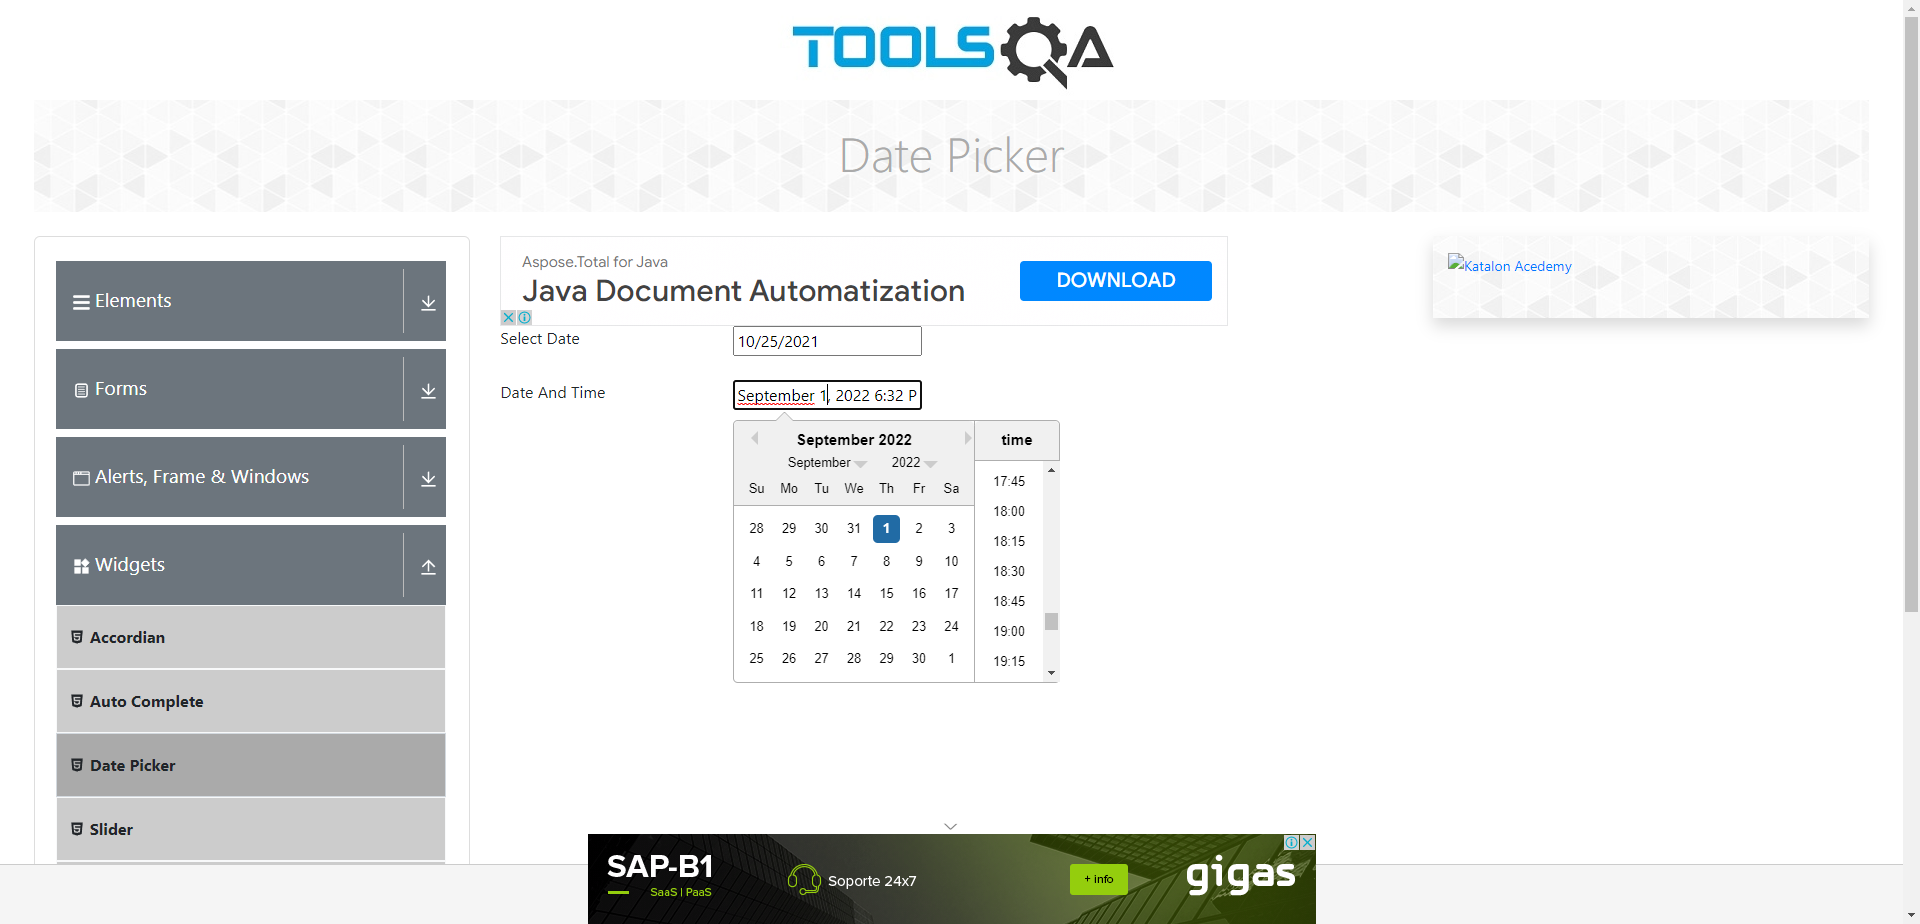 TOOLSQA
Date Picker
Elements
Forms
Alerts, Frame & Windows
Widgets
Accordian
Auto Complete
Date Picker
Slider
Aspose.Total for Java
Java Document Automatization
DOWNLOAD
Select Date
10/25/2021
Date And Time
September 1, 2022 6:32 P
September 2022
September
2022
Su Mo Tu We Th Fr Sa
28 29 30 31 1 2 3
4 5 6 7 8 9 10
11 12 13 14 15 16 17
18 19 20 21 22 23 24
25 26 27 28 29 30 1
time
17:45
18:00
18:15
18:30
18:45
19:00
19:15
Katalon Acedemy
SAP-B1
SaaS | PaaS
Soporte 24x7
+ info
gigas